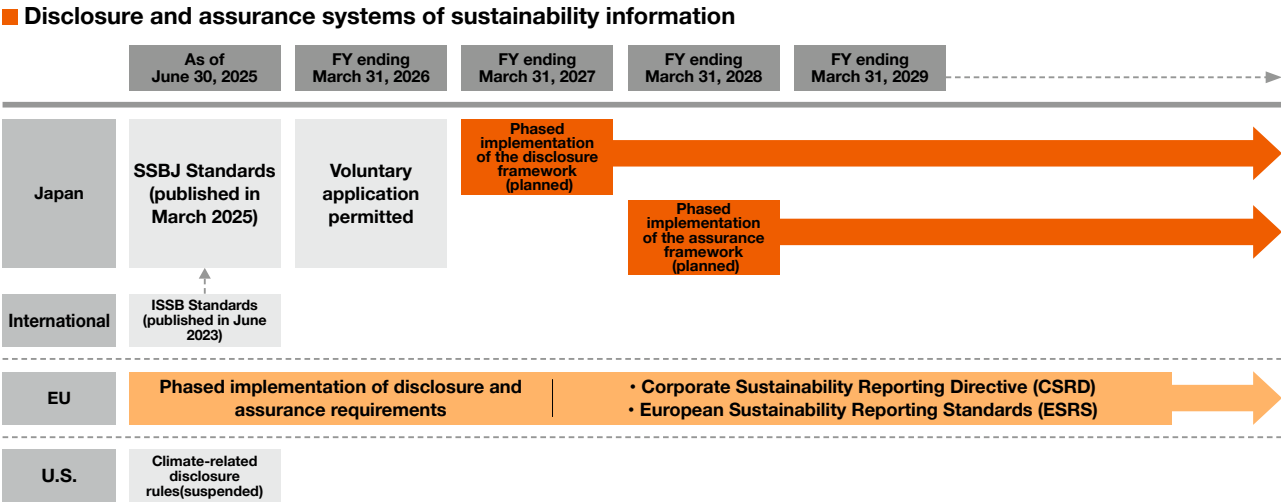 Disclosure and assurance systems of sustainability information
As of
June 30, 2025
FY ending
March 31, 2026
FY ending
March 31, 2027
FY ending
March 31, 2028
FY ending
March 31, 2029
Japan
SSBJ Standards
(published in
March 2025)
Voluntary
application
permitted
Phased
implementation
of the disclosure
framework
(planned)
Phased
implementation
of the assurance
framework
(planned)
International
ISSB Standards
(published in June
2023)
EU
Phased implementation of disclosure and
assurance requirements
• Corporate Sustainability Reporting Directive (CSRD)
• European Sustainability Reporting Standards (ESRS)
U.S.
Climate-related
disclosure
rules(suspended)